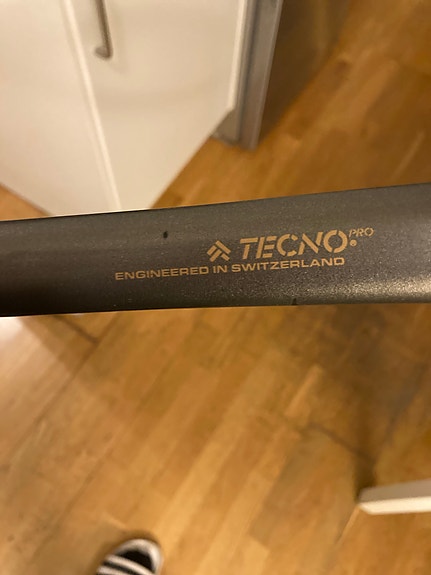 TECNO PRO®
ENGINEERED IN SWITZERLAND